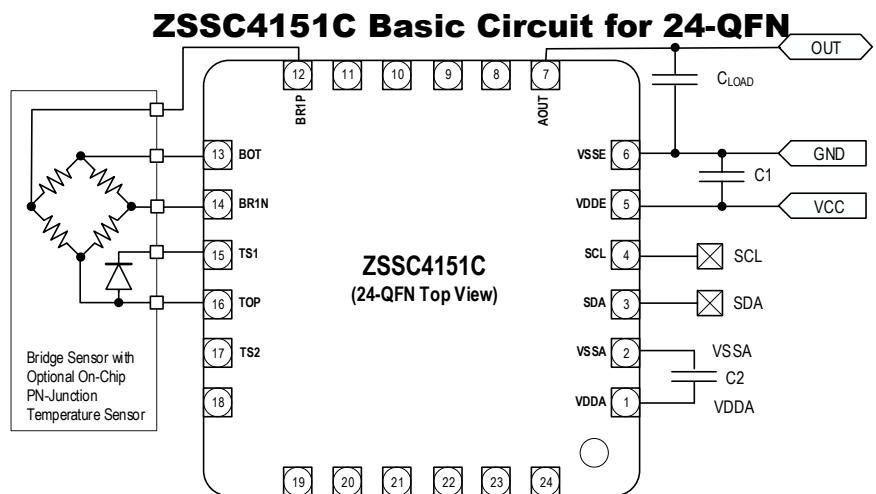 ZSSC4151C Basic Circuit for 24-QFN
OUT
12
11
10
9
8
7
BR1P
AOUT
CLOAD
13 BOT
VSSE 6
GND
C1
14 BR1N
VDDE 5
VCC
15 TS1
SCL 4
SCL
ZSSC4151C
(24-QFN Top View)
16 TOP
SDA 3
SDA
17 TS2
VSSA 2
VSSA
C2
18
VDDA 1
VDDA
Bridge Sensor with
Optional On-Chip
PN-Junction
Temperature Sensor
19
20
21
22
23
24